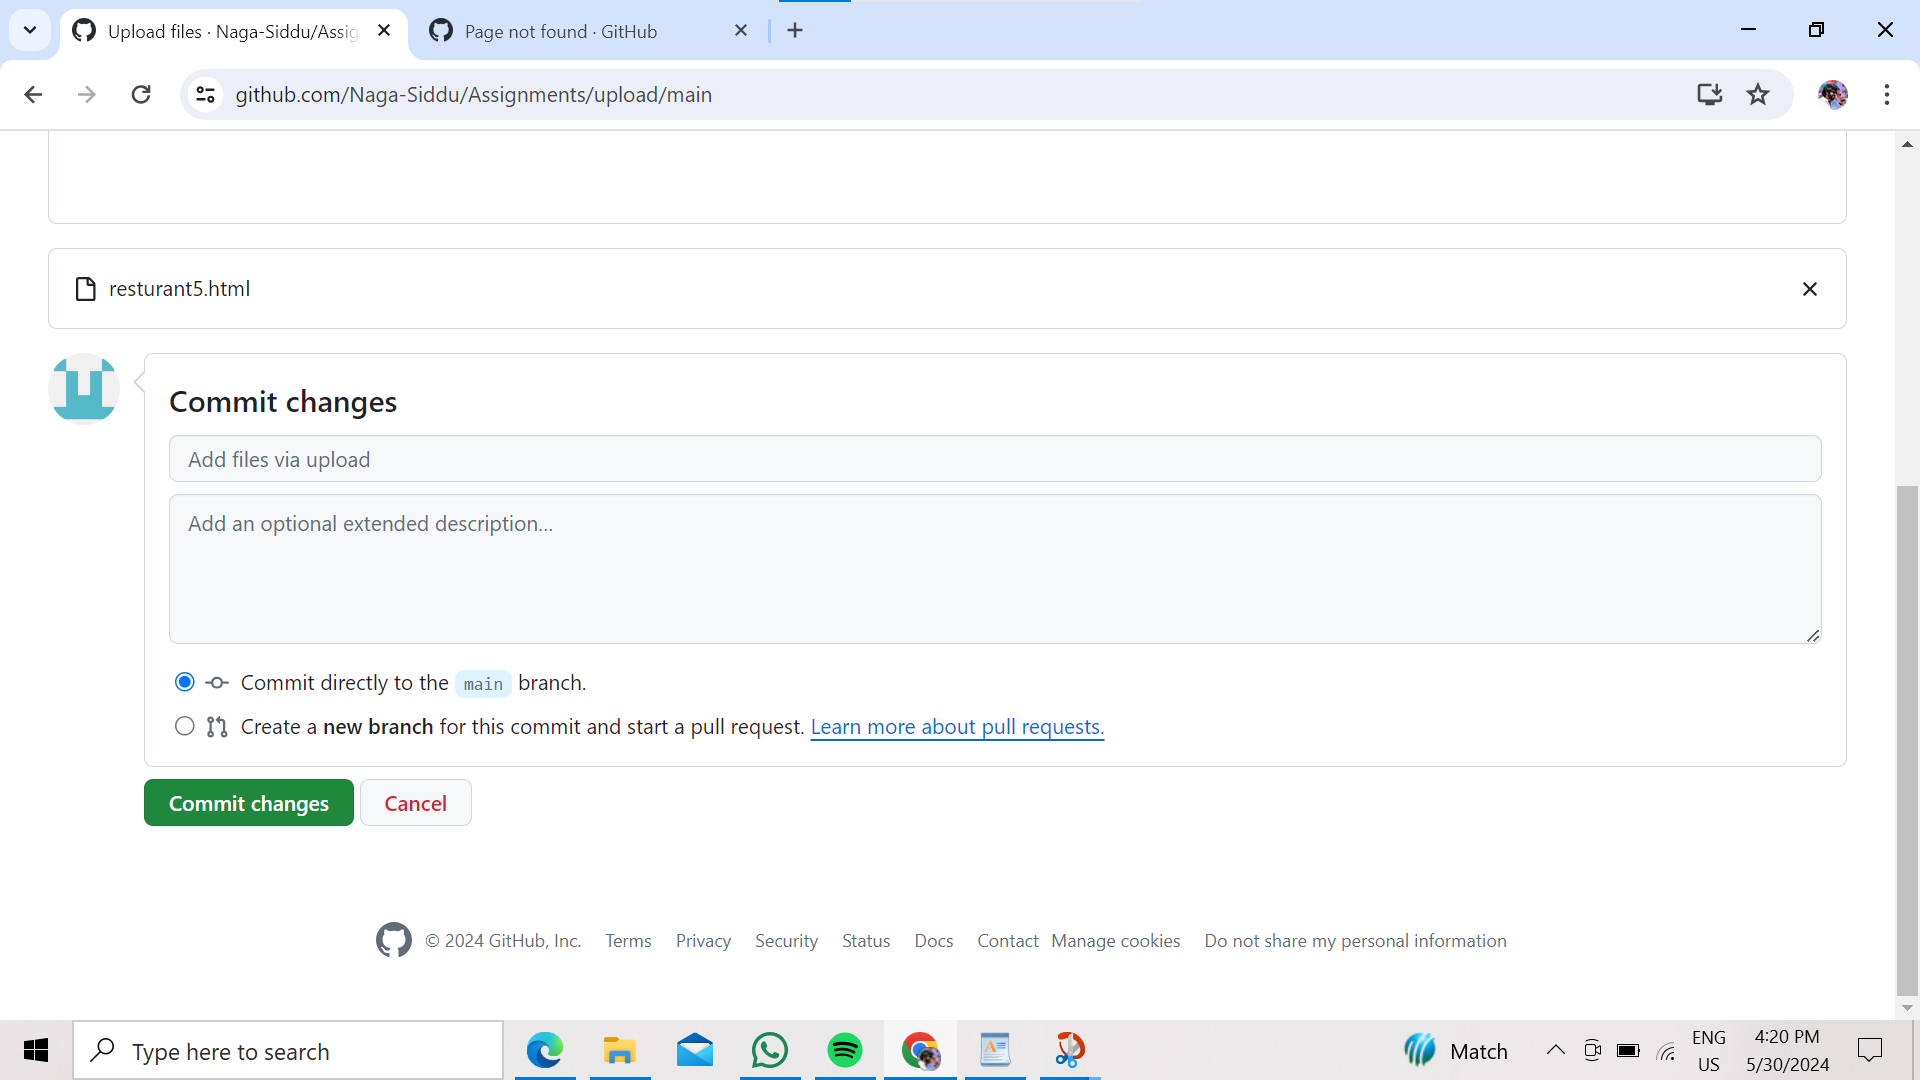 Upload files · Naga-Siddu/Assig
Page not found · GitHub
github.com/Naga-Siddu/Assignments/upload/main
resturant5.html
Commit changes
Add files via upload
Add an optional extended description...
Commit directly to the main branch.
Create a new branch for this commit and start a pull request. Learn more about pull requests.
Commit changes
Cancel
© 2024 GitHub, Inc. Terms Privacy Security Status Docs Contact Manage cookies Do not share my personal information
Type here to search
Match
ENG
US
4:20 PM
5/30/2024